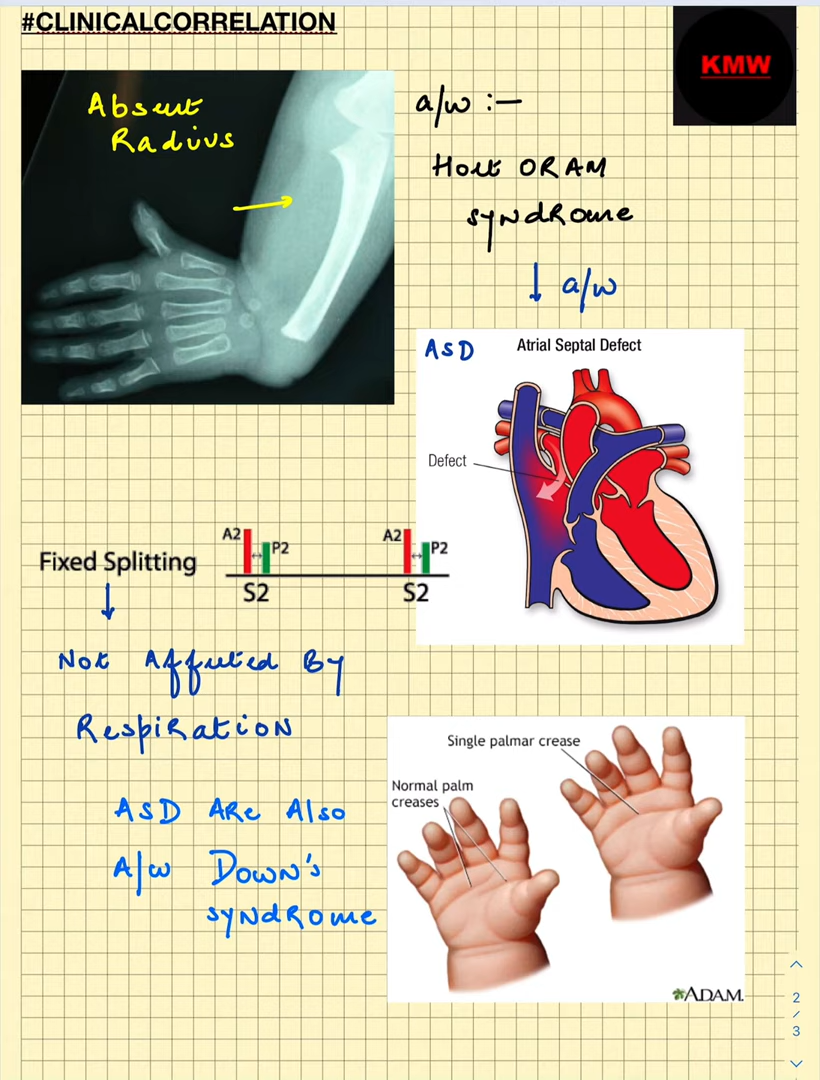 #CLINICALCORRELATION
KMW
Absent
Radius
a/w :-
Holt ORAM
syndrome
a/w
ASD
Atrial Septal Defect
Defect
Fixed Splitting
A2
P2
S2
A2
P2
S2
Not Affected By
Respiration
ASD ARe Also
A/w Down's
syndrome
Single palmar crease
Normal palm
creases
ADAM.
2
/
3